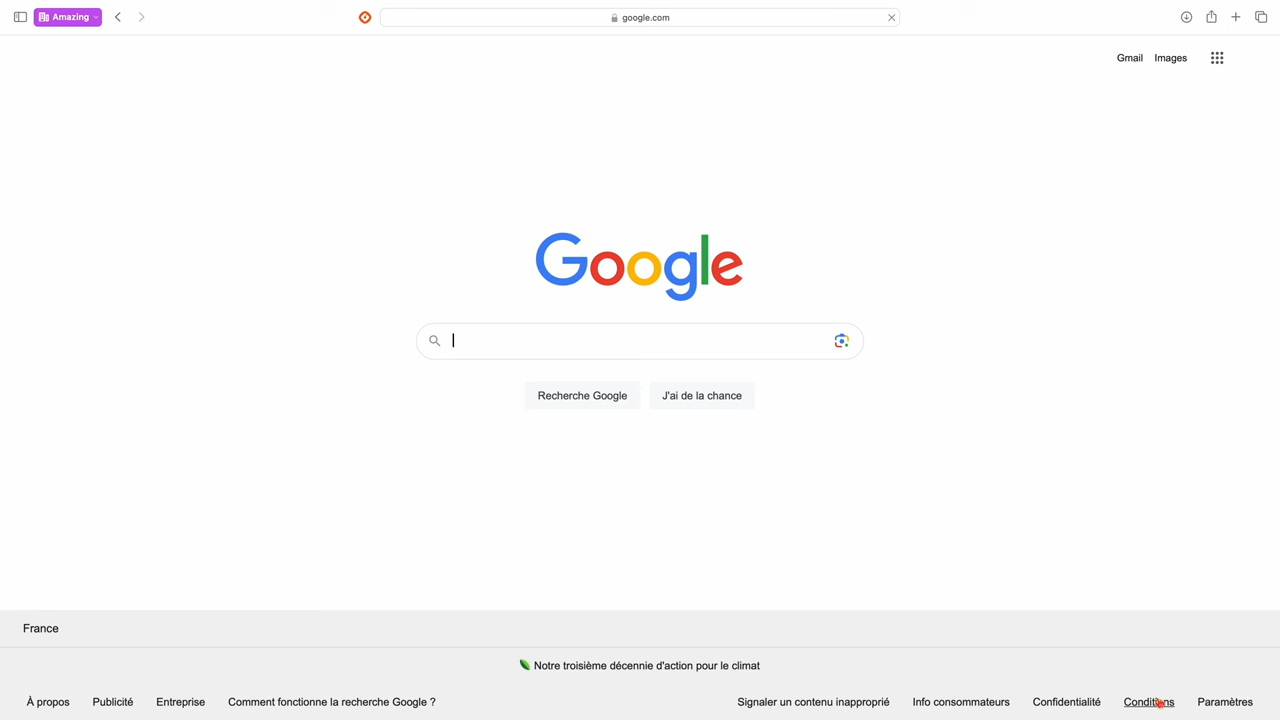 Amazing
google.com
Gmail Images
Google
Recherche Google J'ai de la chance
France
Notre troisième décennie d'action pour le climat
À propos Publicité Entreprise Comment fonctionne la recherche Google ? Signaler un contenu inapproprié Info consommateurs Confidentialité Conditions Paramètres